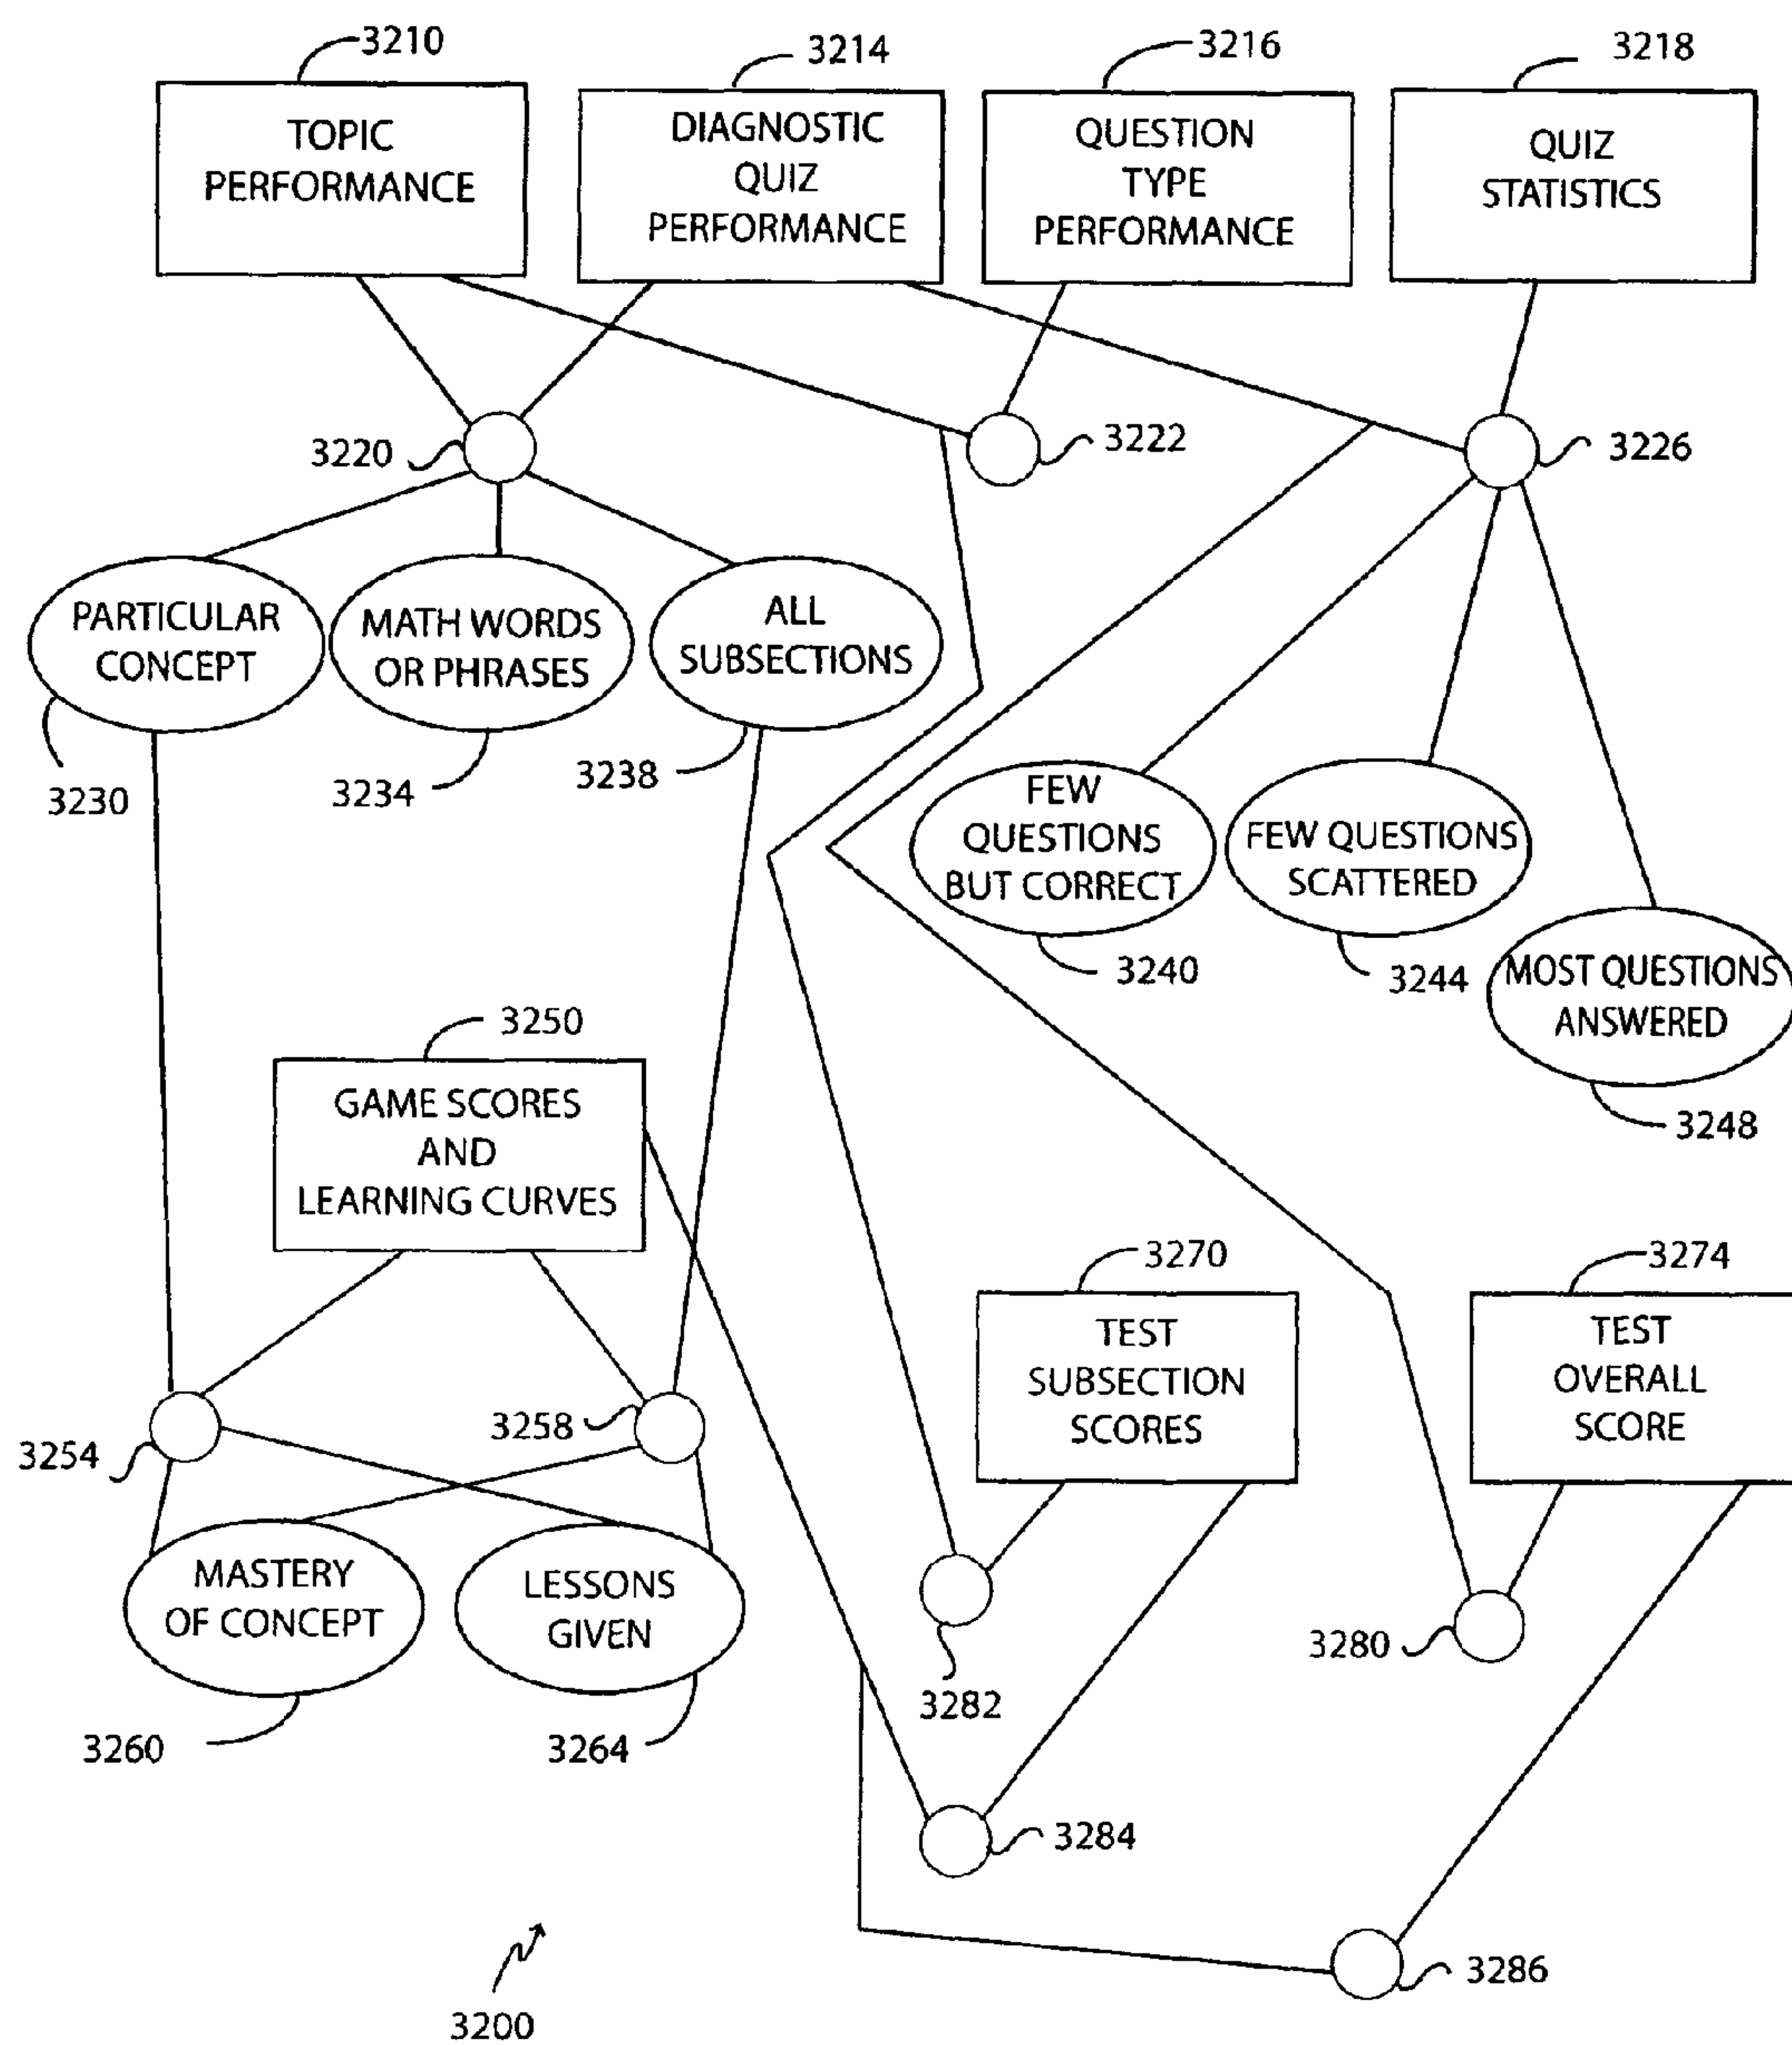 3210
3214
3216
3218
TOPIC
PERFORMANCE
DIAGNOSTIC
QUIZ
PERFORMANCE
QUESTION
TYPE
PERFORMANCE
QUIZ
STATISTICS
3220
3222
3226
PARTICULAR
CONCEPT
MATH WORDS
OR PHRASES
ALL
SUBSECTIONS
3230
3234
3238
FEW
QUESTIONS
BUT CORRECT
FEW QUESTIONS
SCATTERED
MOST QUESTIONS
ANSWERED
3240
3244
3248
3250
GAME SCORES
AND
LEARNING CURVES
3270
3274
TEST
SUBSECTION
SCORES
TEST
OVERALL
SCORE
3254
3258
MASTERY
OF CONCEPT
LESSONS
GIVEN
3260
3264
3282
3280
3284
3286
3200